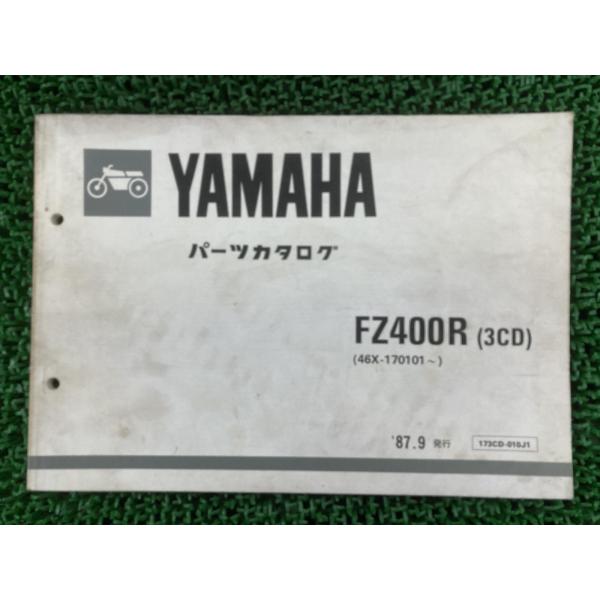 YAMAHA
パーツカタログ
FZ400R (3CD)
(46X-170101~)
'87.9 発行
173CD-010J1